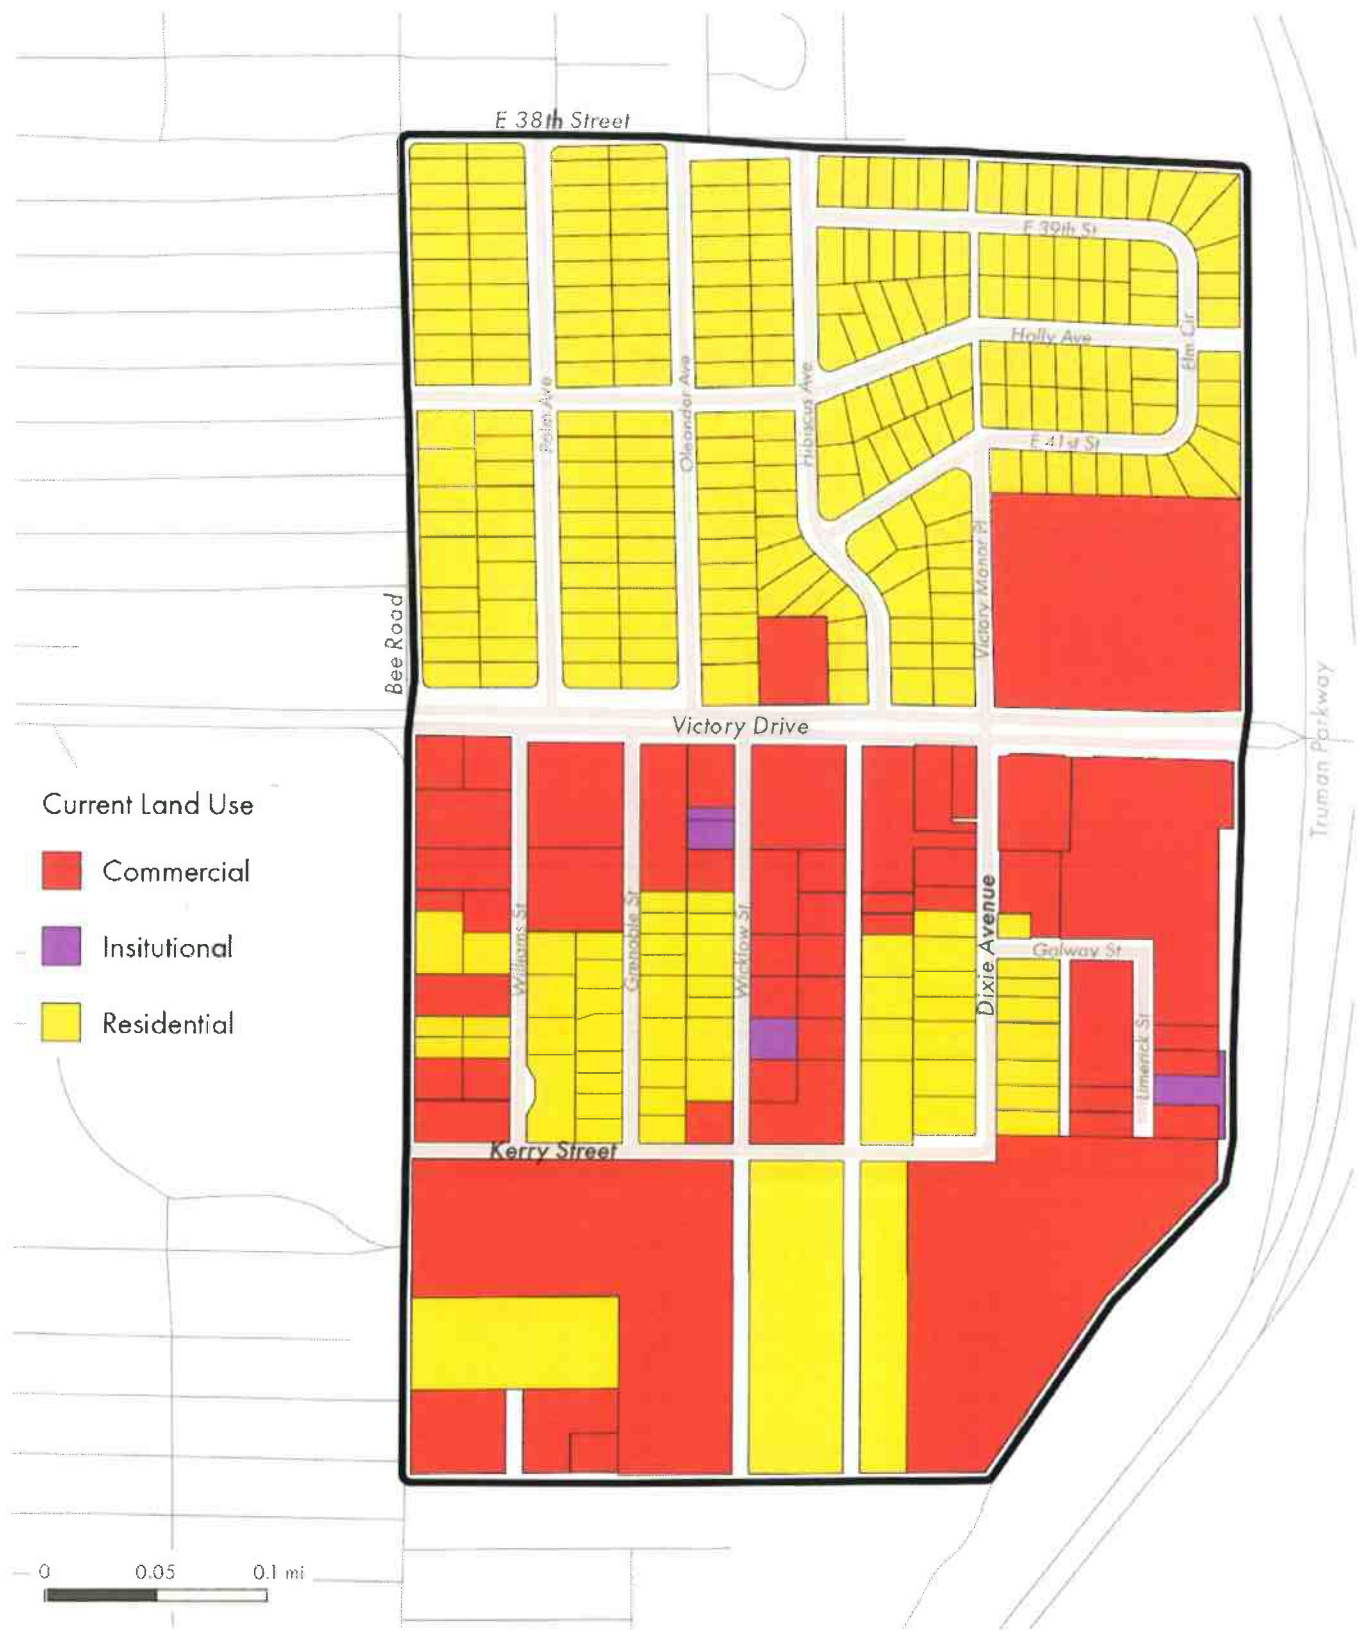 E 38th Street
E 39th St
Holly Ave
Elm Cir
Palm Ave
Oleander Ave
Hibiscus Ave
E 41st St
Victory Manor Pl
Bee Road
Victory Drive
Truman Parkway
Current Land Use
Commercial
Insitutional
Residential
Williams St
Grenoble St
Wicklow St
Dixie Avenue
Galway St
Limerick St
Kerry Street
0 0.05 0.1 mi